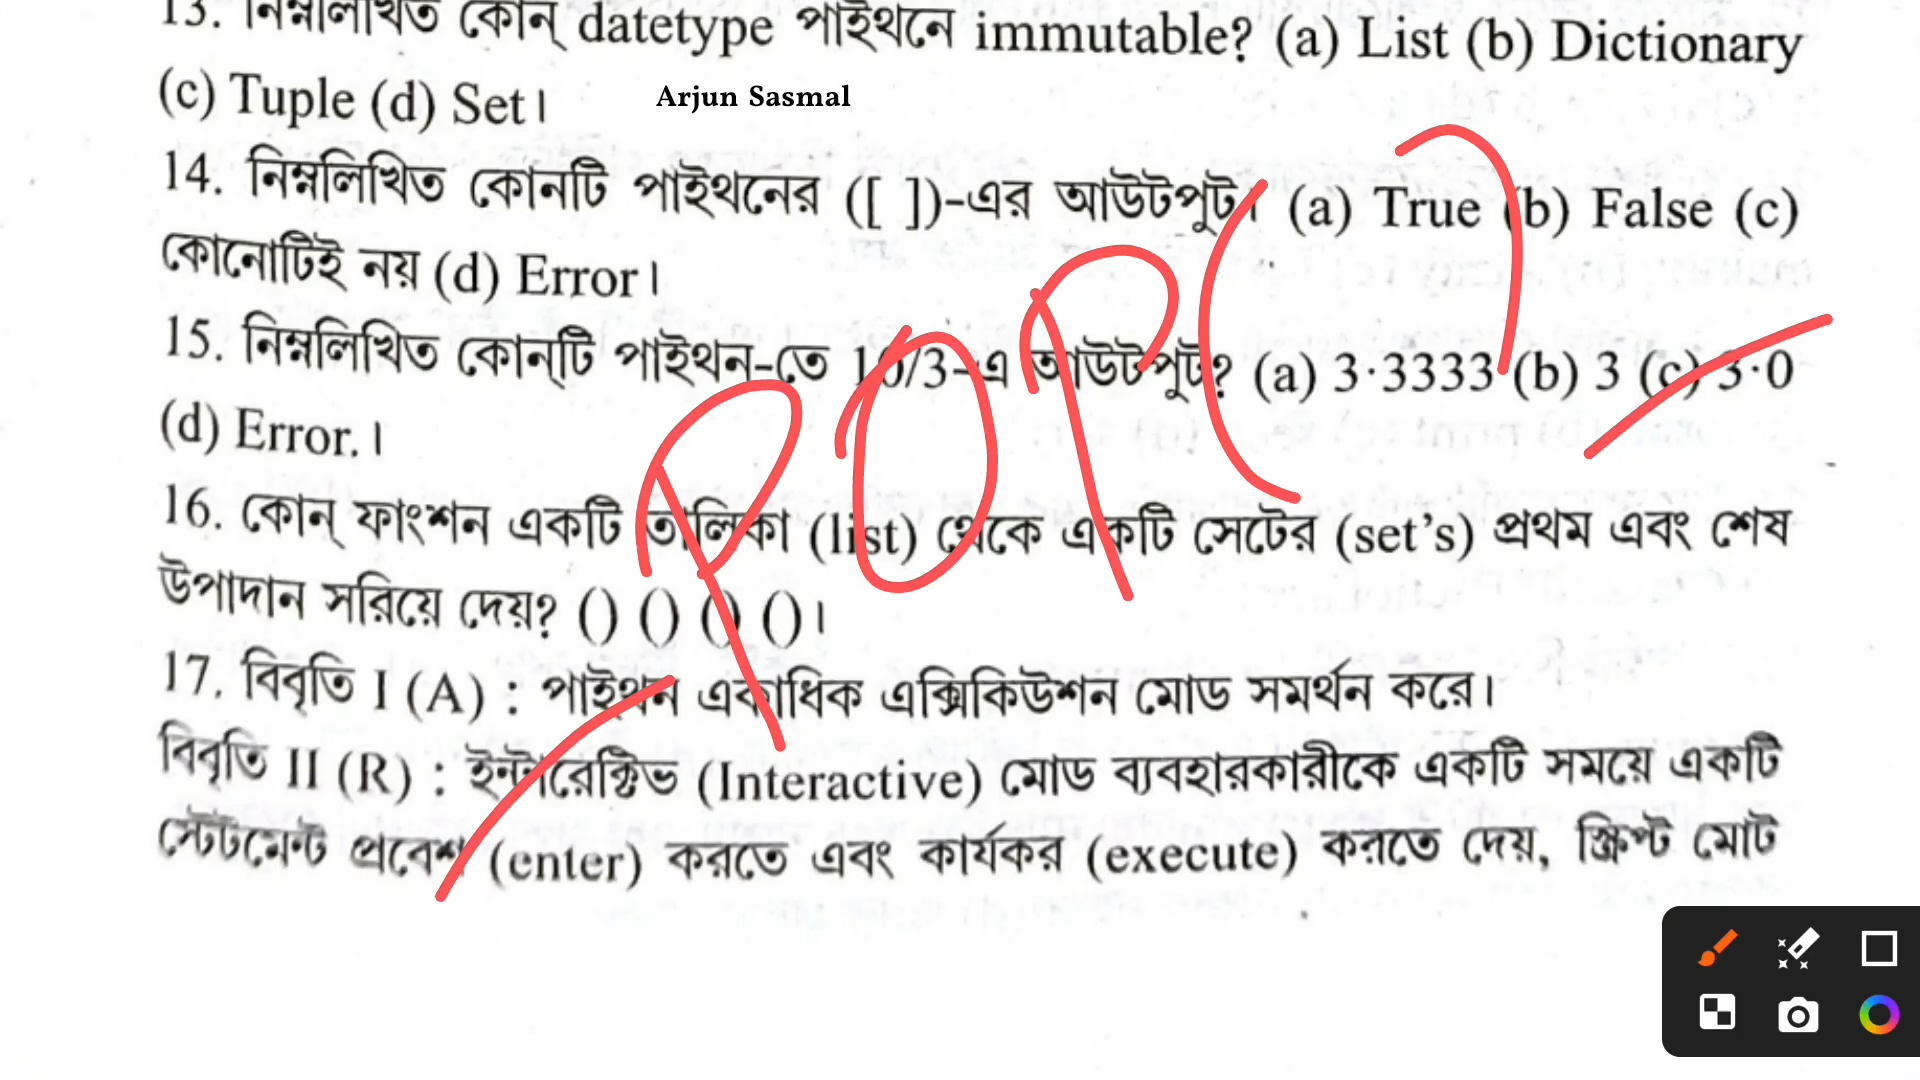 13. নিম্নলিখিত কোন্ datetype পাইথনে immutable? (a) List (b) Dictionary
(c) Tuple (d) Set।
Arjun Sasmal
14. নিম্নলিখিত কোনটি পাইথনের ([ ])-এর আউটপুট। (a) True (b) False (c)
কোনোটিই নয় (d) Error।
15. নিম্নলিখিত কোন্‌টি পাইথন-তে 10/3-এ আউটপুট? (a) 3·3333 (b) 3 (c) 3·0
(d) Error.।
16. কোন্ ফাংশন একটি তালিকা (list) থেকে একটি সেটের (set's) প্রথম এবং শেষ
উপাদান সরিয়ে দেয়? () () () ()।
POP()
17. বিবৃতি I (A) : পাইথন একাধিক এক্সিকিউশন মোড সমর্থন করে।
বিবৃতি II (R) : ইন্টারেক্টিভ (Interactive) মোড ব্যবহারকারীকে একটি সময়ে একটি
স্টেটমেন্ট প্রবেশ (enter) করতে এবং কার্যকর (execute) করতে দেয়, স্ক্রিপ্ট মোট